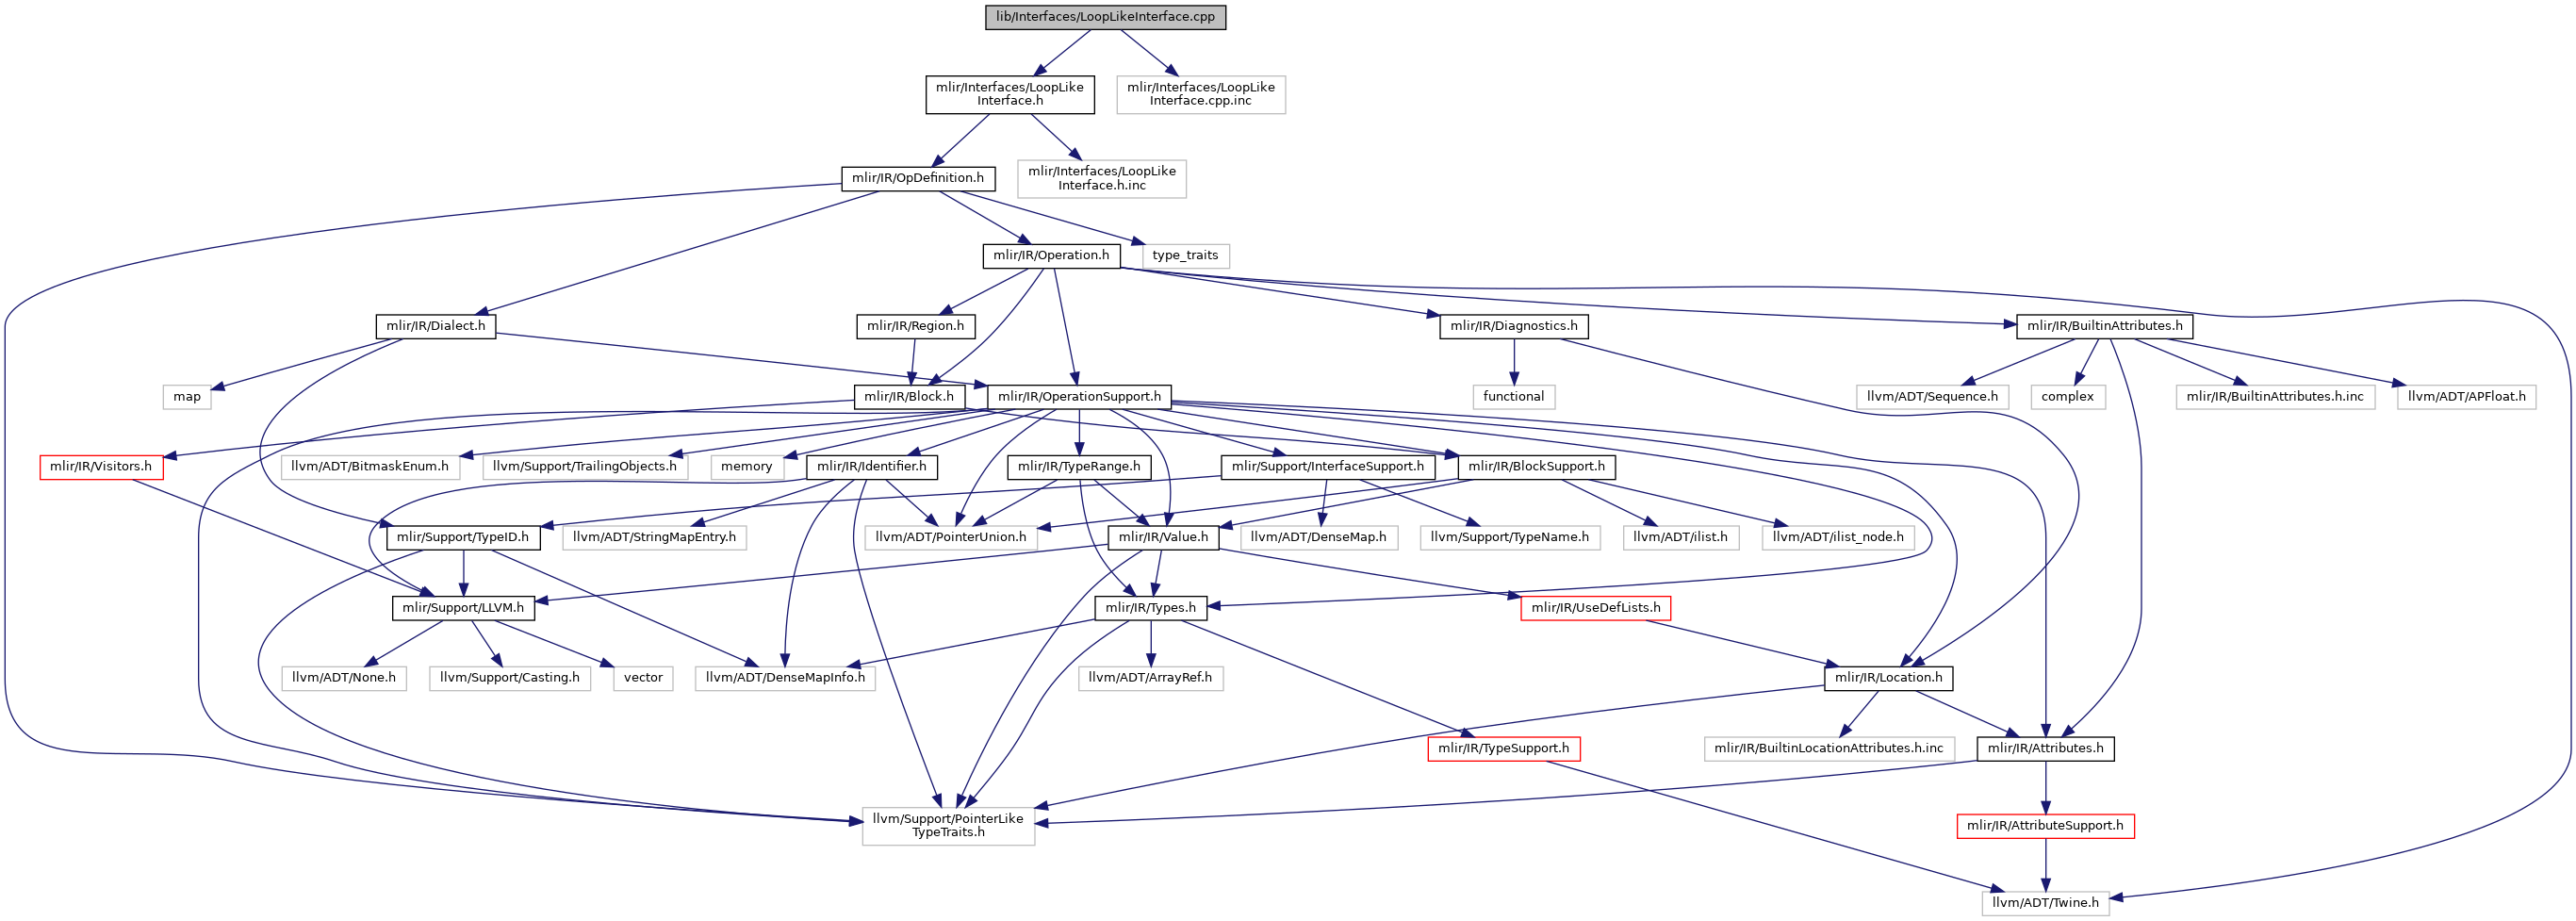 lib/Interfaces/LoopLikeInterface.cpp
mlir/Interfaces/LoopLike
Interface.h
mlir/Interfaces/LoopLike
Interface.cpp.inc
mlir/IR/OpDefinition.h
mlir/Interfaces/LoopLike
Interface.h.inc
mlir/IR/Operation.h
type_traits
mlir/IR/Dialect.h
mlir/IR/Region.h
mlir/IR/Diagnostics.h
mlir/IR/BuiltinAttributes.h
map
mlir/IR/Block.h
mlir/IR/OperationSupport.h
functional
llvm/ADT/Sequence.h
complex
mlir/IR/BuiltinAttributes.h.inc
llvm/ADT/APFloat.h
mlir/IR/Visitors.h
llvm/ADT/BitmaskEnum.h
llvm/Support/TrailingObjects.h
memory
mlir/IR/Identifier.h
mlir/IR/TypeRange.h
mlir/Support/InterfaceSupport.h
mlir/IR/BlockSupport.h
mlir/Support/TypeID.h
llvm/ADT/StringMapEntry.h
llvm/ADT/PointerUnion.h
mlir/IR/Value.h
llvm/ADT/DenseMap.h
llvm/Support/TypeName.h
llvm/ADT/ilist.h
llvm/ADT/ilist_node.h
mlir/Support/LLVM.h
mlir/IR/Types.h
mlir/IR/UseDefLists.h
llvm/ADT/None.h
llvm/Support/Casting.h
vector
llvm/ADT/DenseMapInfo.h
llvm/ADT/ArrayRef.h
mlir/IR/Location.h
mlir/IR/TypeSupport.h
mlir/IR/BuiltinLocationAttributes.h.inc
mlir/IR/Attributes.h
llvm/Support/PointerLike
TypeTraits.h
mlir/IR/AttributeSupport.h
llvm/ADT/Twine.h